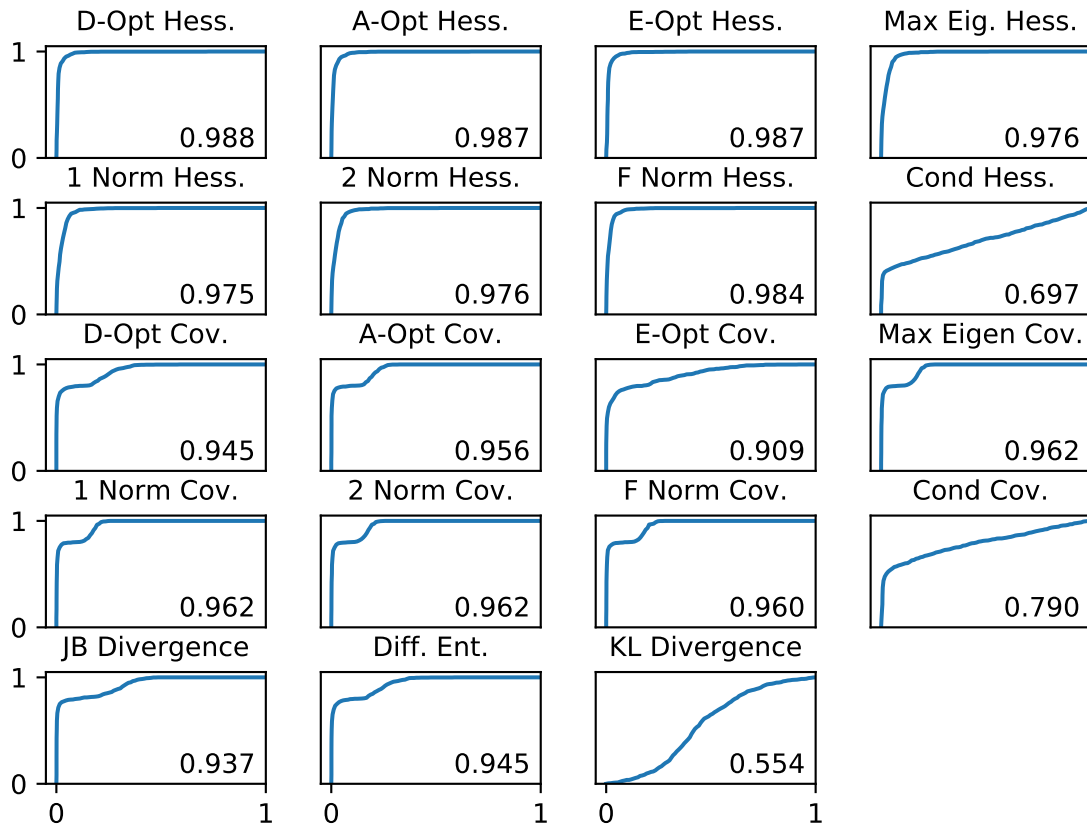 D-Opt Hess. A-Opt Hess. E-Opt Hess. Max Eig. Hess.
1
0.988 0.987 0.987 0.976
0
1 Norm Hess. 2 Norm Hess. F Norm Hess. Cond Hess.
1
0.975 0.976 0.984 0.697
0
D-Opt Cov. A-Opt Cov. E-Opt Cov. Max Eigen Cov.
1
0.945 0.956 0.909 0.962
0
1 Norm Cov. 2 Norm Cov. F Norm Cov. Cond Cov.
1
0.962 0.962 0.960 0.790
0
JB Divergence Diff. Ent. KL Divergence
1
0.937 0.945 0.554
0
0 1 0 1 0 1